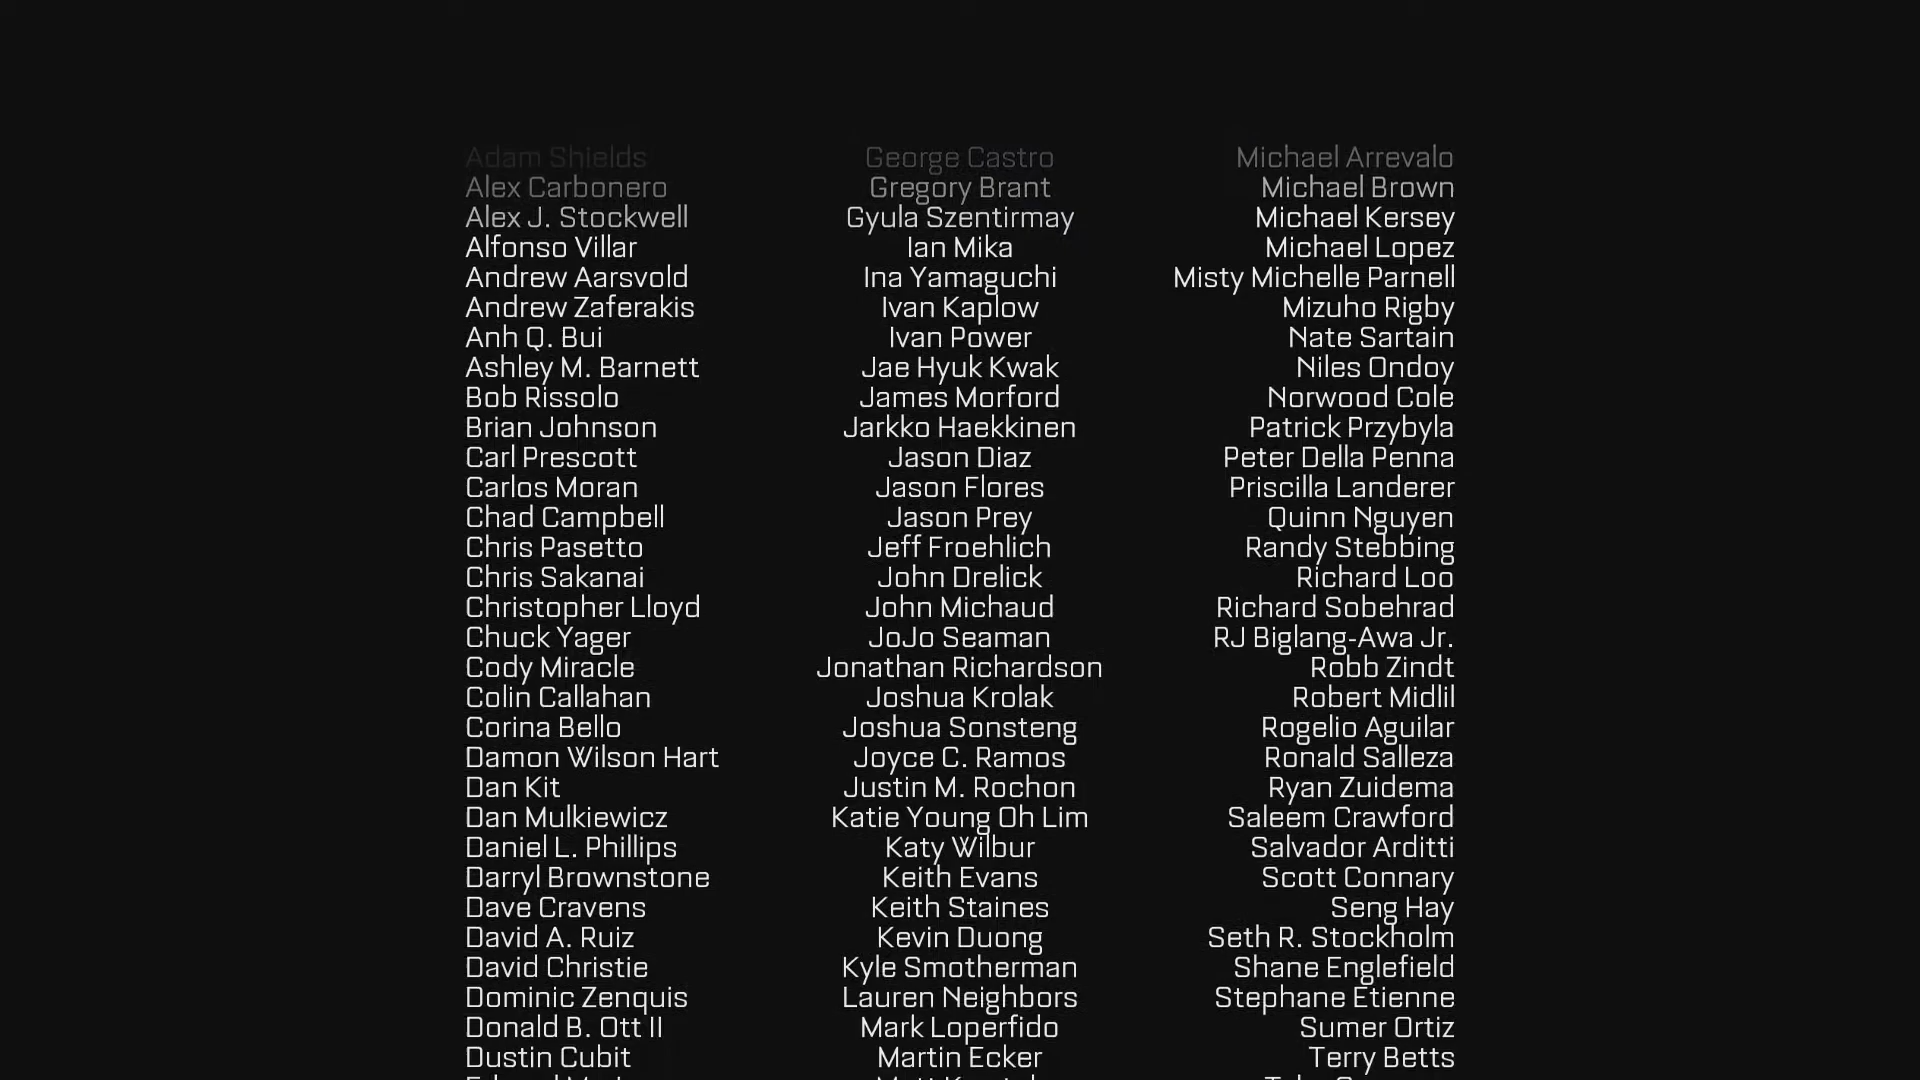 Adam Shields George Castro Michael Arrevalo
Alex Carbonero Gregory Brant Michael Brown
Alex J. Stockwell Gyula Szentirmay Michael Kersey
Alfonso Villar Ian Mika Michael Lopez
Andrew Aarsvold Ina Yamaguchi Misty Michelle Parnell
Andrew Zaferakis Ivan Kaplow Mizuho Rigby
Anh Q. Bui Ivan Power Nate Sartain
Ashley M. Barnett Jae Hyuk Kwak Niles Ondoy
Bob Rissolo James Morford Norwood Cole
Brian Johnson Jarkko Haekkinen Patrick Przybyla
Carl Prescott Jason Diaz Peter Della Penna
Carlos Moran Jason Flores Priscilla Landerer
Chad Campbell Jason Prey Quinn Nguyen
Chris Pasetto Jeff Froehlich Randy Stebbing
Chris Sakanai John Drelick Richard Loo
Christopher Lloyd John Michaud Richard Sobehrad
Chuck Yager JoJo Seaman RJ Biglang-Awa Jr.
Cody Miracle Jonathan Richardson Robb Zindt
Colin Callahan Joshua Krolak Robert Midlil
Corina Bello Joshua Sonsteng Rogelio Aguilar
Damon Wilson Hart Joyce C. Ramos Ronald Salleza
Dan Kit Justin M. Rochon Ryan Zuidema
Dan Mulkiewicz Katie Young Oh Lim Saleem Crawford
Daniel L. Phillips Katy Wilbur Salvador Arditti
Darryl Brownstone Keith Evans Scott Connary
Dave Cravens Keith Staines Seng Hay
David A. Ruiz Kevin Duong Seth R. Stockholm
David Christie Kyle Smotherman Shane Englefield
Dominic Zenquis Lauren Neighbors Stephane Etienne
Donald B. Ott II Mark Loperfido Sumer Ortiz
Dustin Cubit Martin Ecker Terry Betts